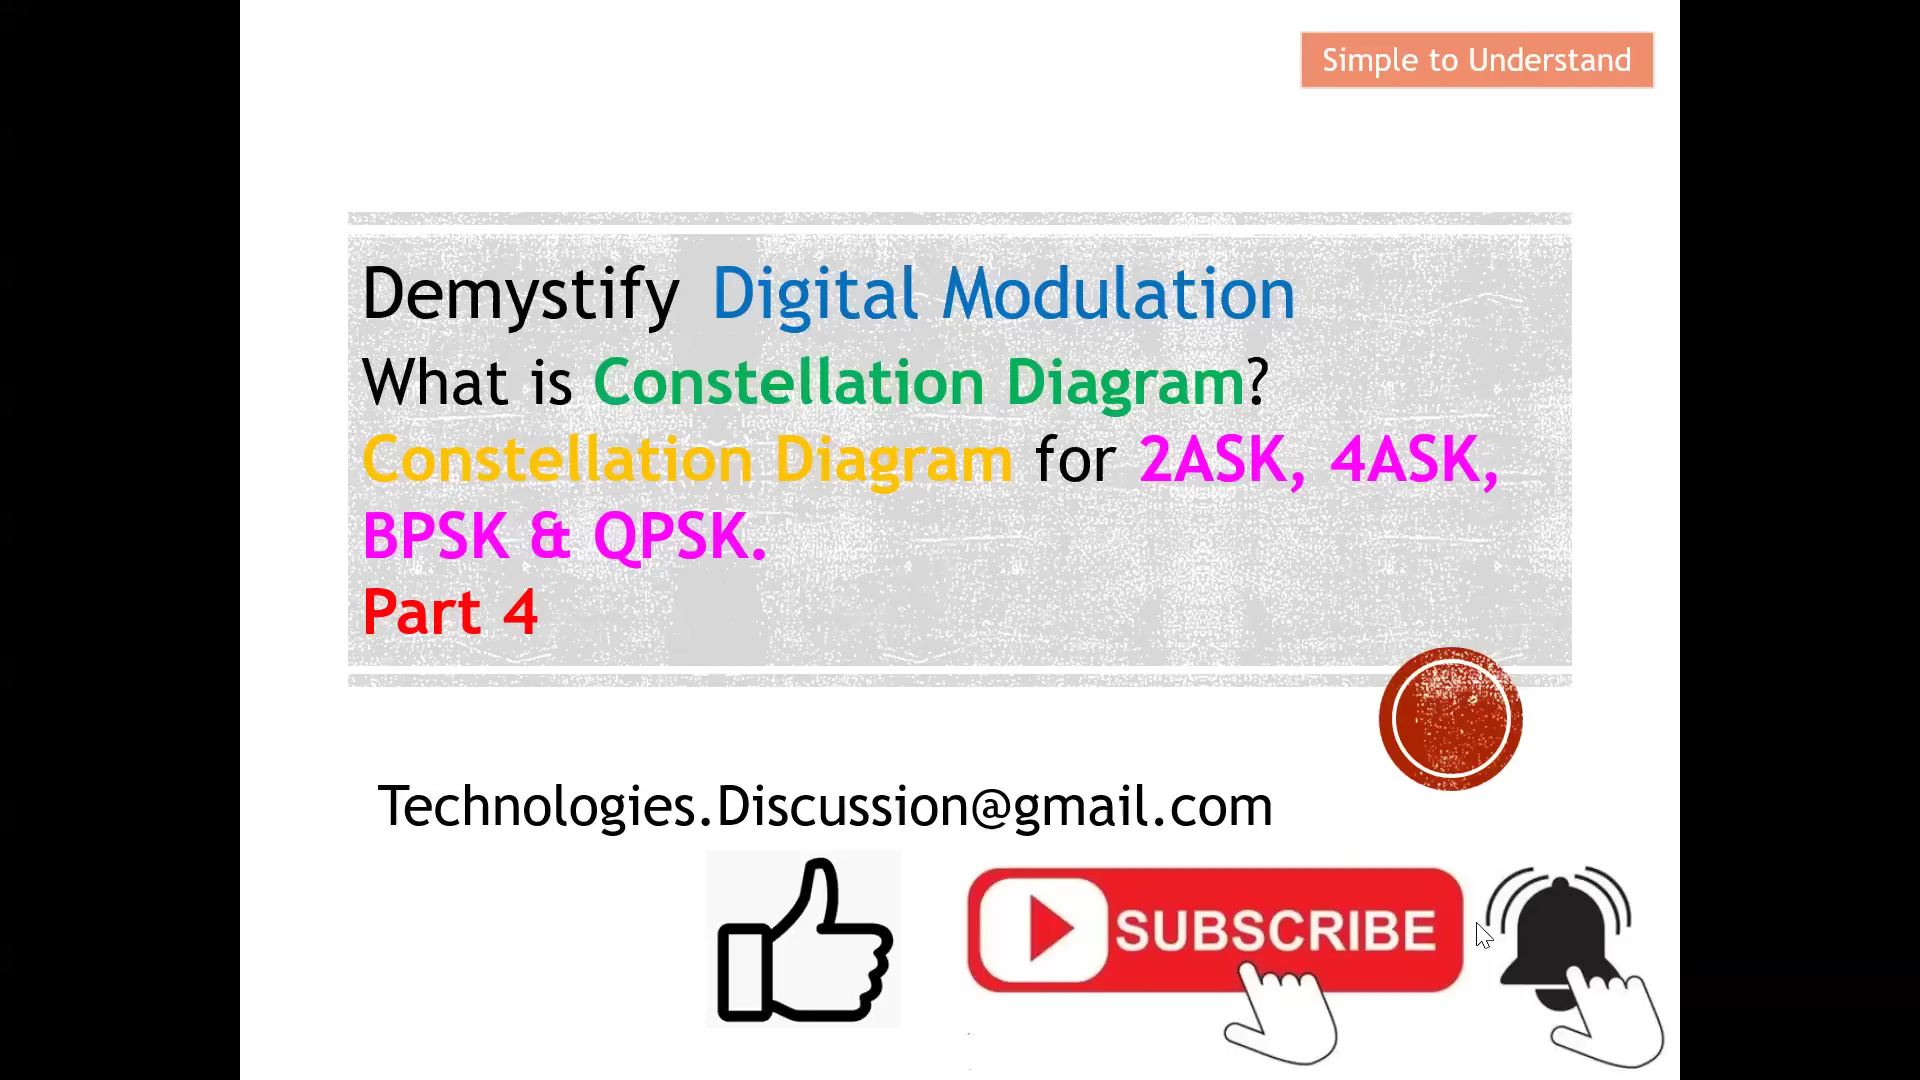 Simple to Understand
Demystify Digital Modulation
What is Constellation Diagram?
Constellation Diagram for 2ASK, 4ASK,
BPSK & QPSK.
Part 4
Technologies.Discussion@gmail.com
SUBSCRIBE